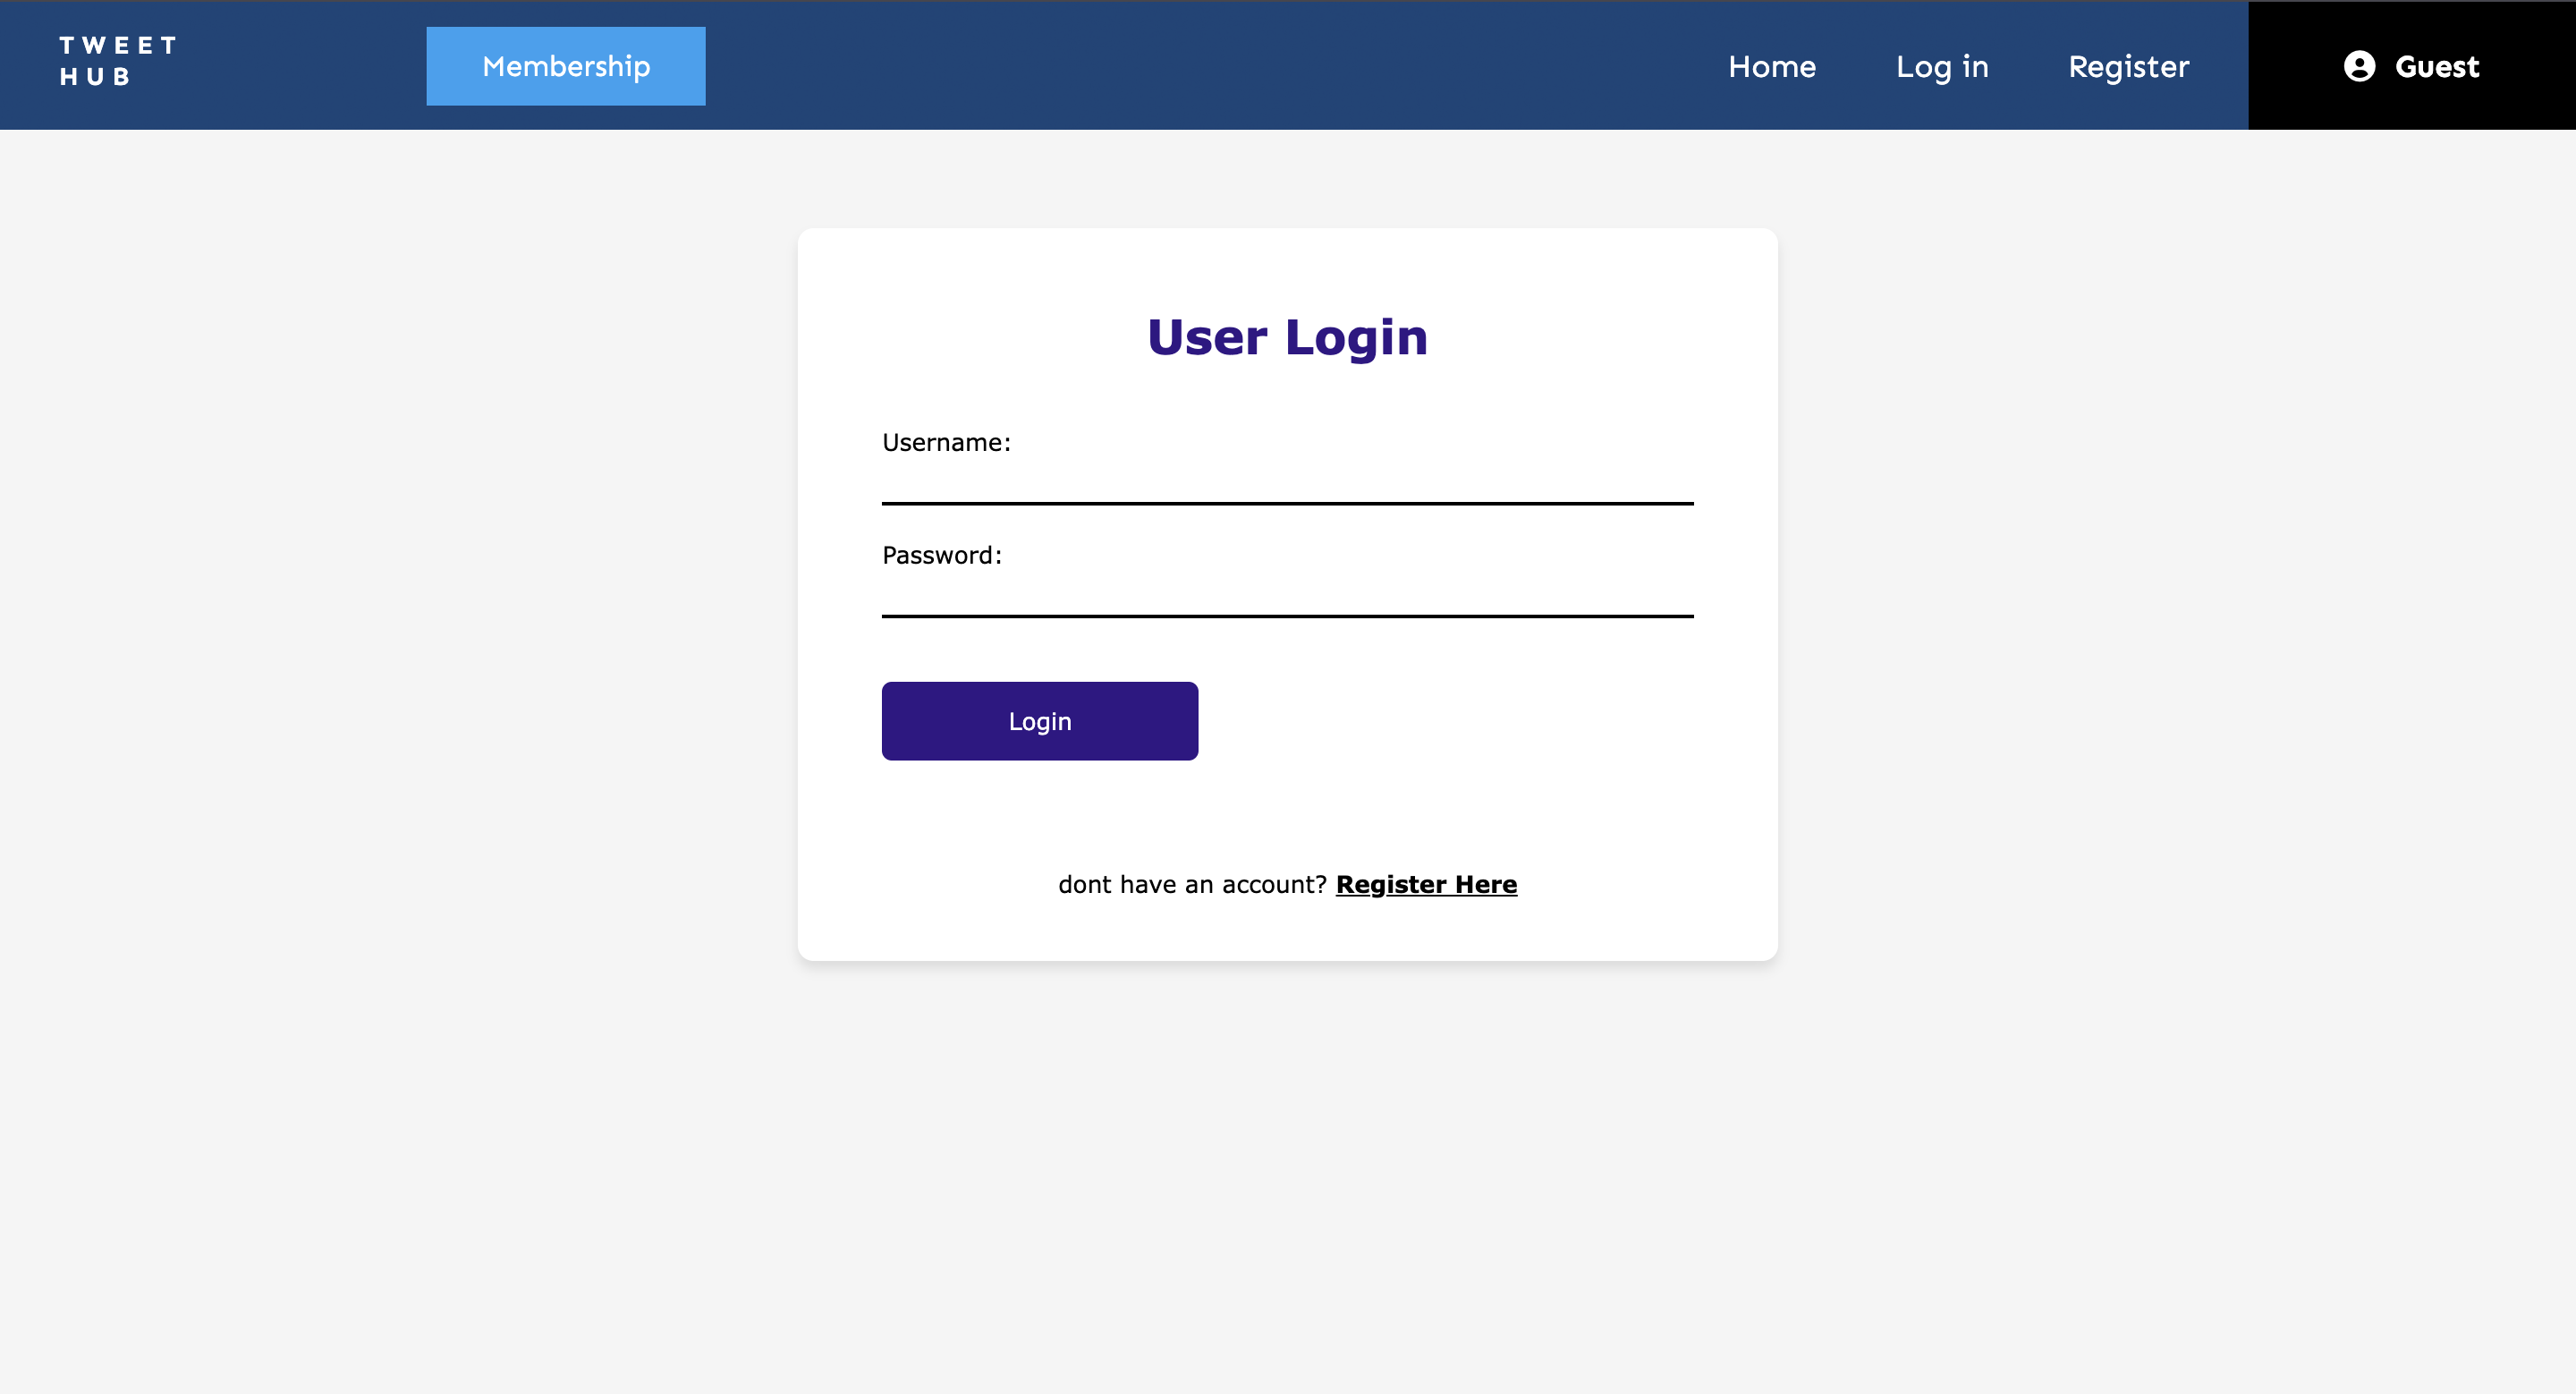 TWEET
HUB
Membership
Home
Log in
Register
Guest
User Login
Username:
Password:
Login
dont have an account? Register Here